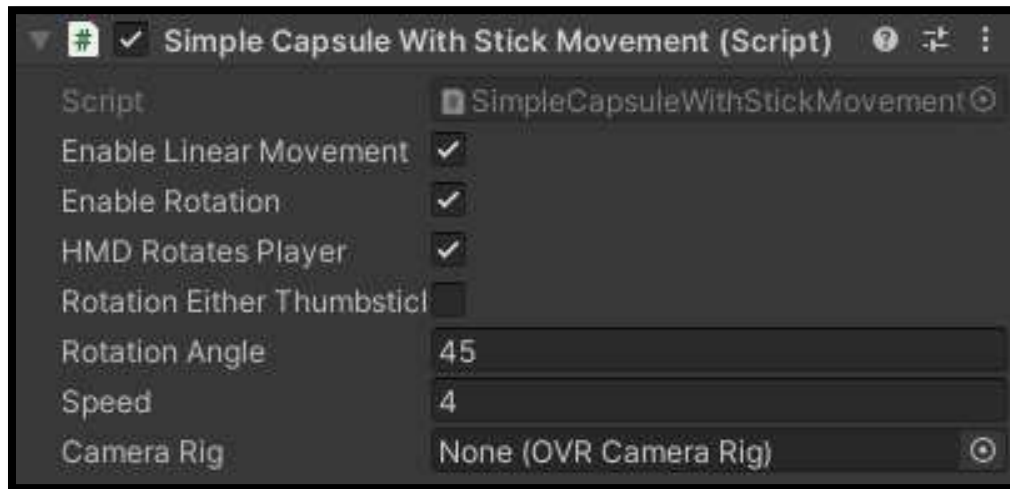 Simple Capsule With Stick Movement (Script)
Script SimpleCapsuleWithStickMovement
Enable Linear Movement
Enable Rotation
HMD Rotates Player
Rotation Either Thumbsticl
Rotation Angle 45
Speed 4
Camera Rig None (OVR Camera Rig)